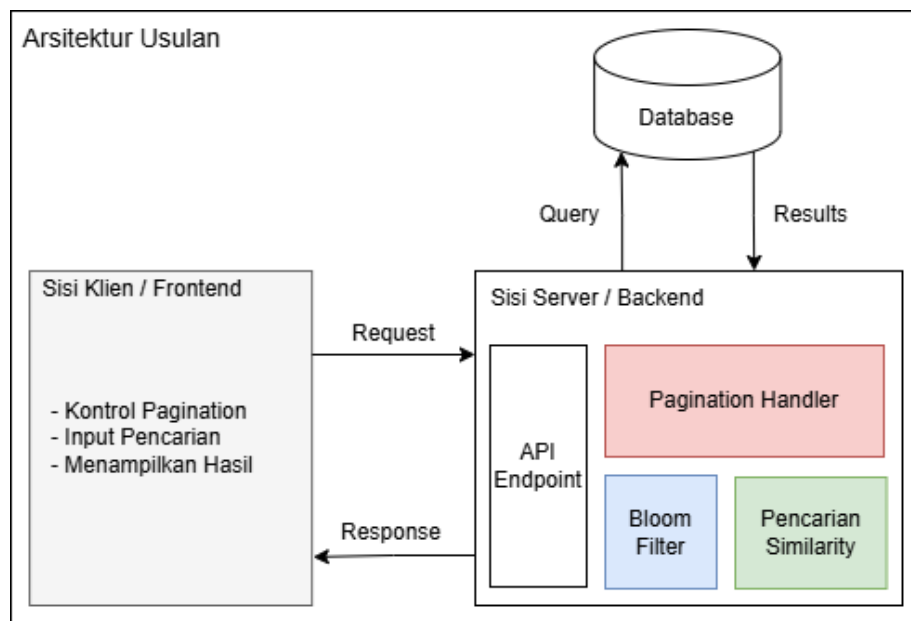 Arsitektur Usulan
Database
Query
Results
Sisi Klien / Frontend
- Kontrol Pagination
- Input Pencarian
- Menampilkan Hasil
Request
Response
Sisi Server / Backend
API
Endpoint
Pagination Handler
Bloom
Filter
Pencarian
Similarity